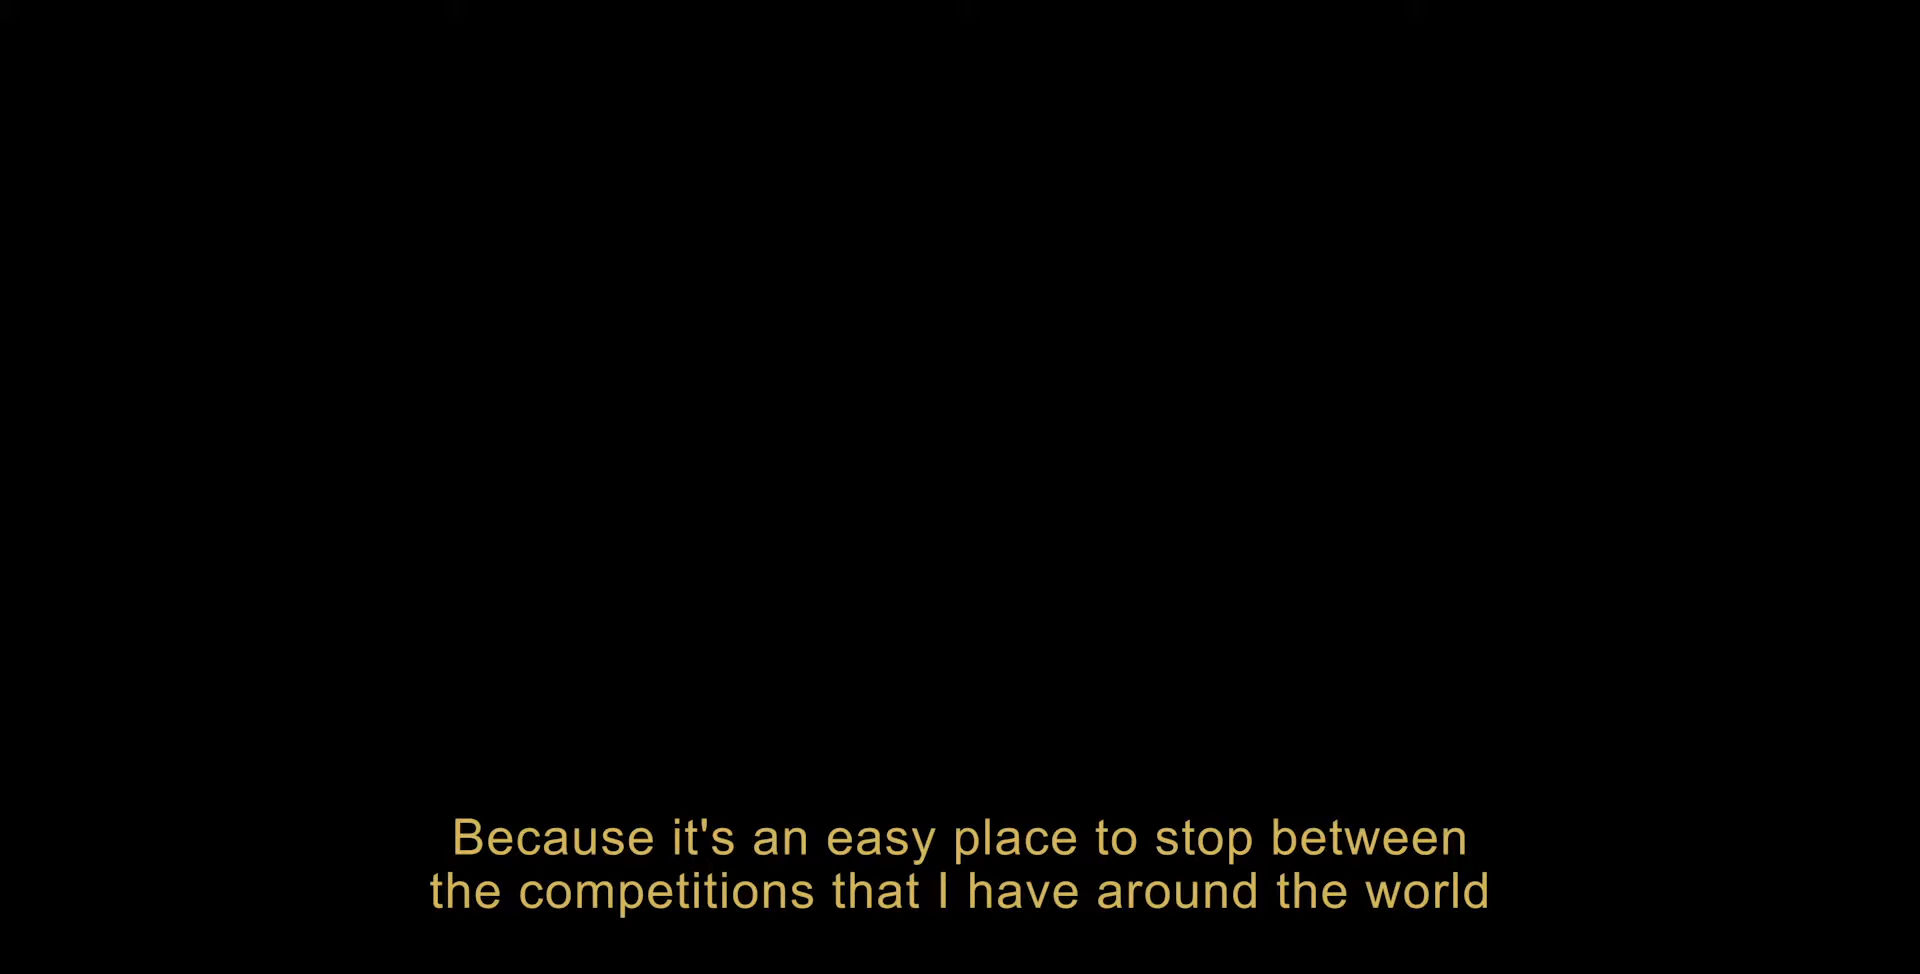 Because it's an easy place to stop between
the competitions that I have around the world